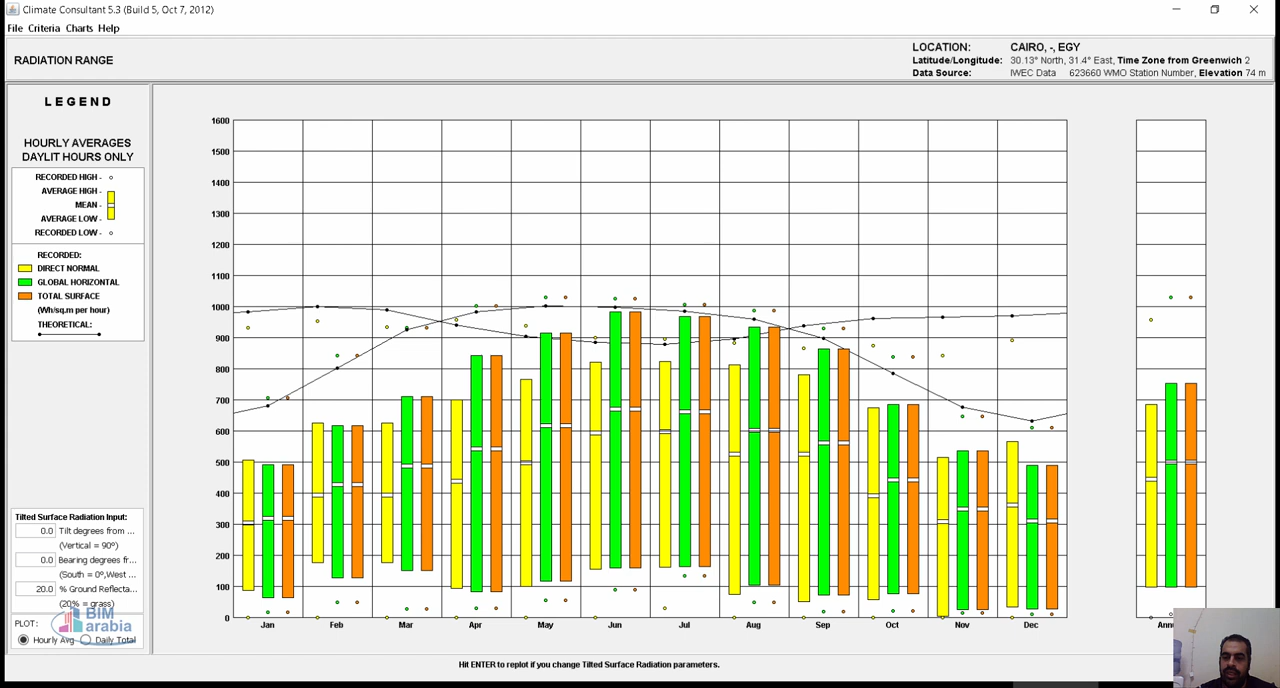 Climate Consultant 5.3 (Build 5, Oct 7, 2012)
File Criteria Charts Help
RADIATION RANGE
LOCATION: CAIRO, -, EGY
Latitude/Longitude: 30.13° North, 31.4° East, Time Zone from Greenwich 2
Data Source: IWEC Data 623660 WMO Station Number, Elevation 74 m
LEGEND
HOURLY AVERAGES
DAYLIT HOURS ONLY
RECORDED HIGH -
AVERAGE HIGH -
MEAN -
AVERAGE LOW -
RECORDED LOW -
RECORDED:
DIRECT NORMAL
GLOBAL HORIZONTAL
TOTAL SURFACE
(Wh/sq.m per hour)
THEORETICAL:
Tilted Surface Radiation Input:
0.0 Tilt degrees from ...
(Vertical = 90º)
0.0 Bearing degrees fr...
(South = 0º,West ...
20.0 % Ground Reflecta...
(20% = grass)
BIM
arabia
PLOT:
Hourly Avg Daily Total
1600
1500
1400
1300
1200
1100
1000
900
800
700
600
500
400
300
200
100
0
Jan Feb Mar Apr May Jun Jul Aug Sep Oct Nov Dec
Hit ENTER to replot if you change Tilted Surface Radiation parameters.